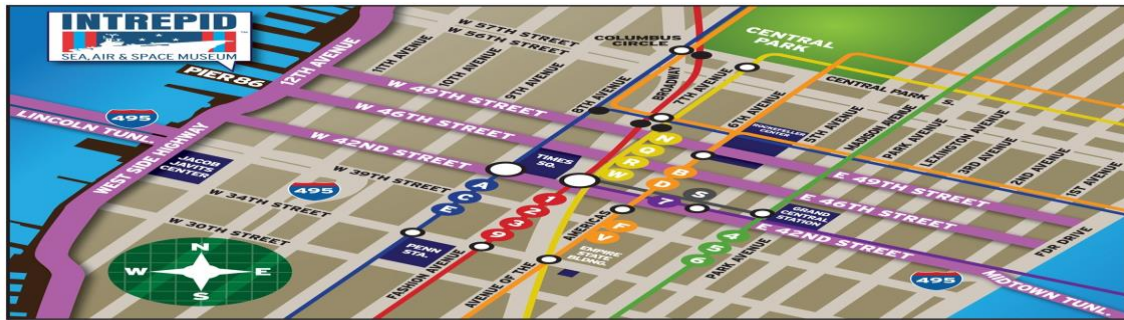 INTREPID
SEA, AIR & SPACE MUSEUM
PIER 86
12TH AVENUE
WEST SIDE HIGHWAY
495
LINCOLN TUNL.
JACOB
JAVITS
CENTER
W 57TH STREET
W 56TH STREET
11TH AVENUE
10TH AVENUE
9TH AVENUE
8TH AVENUE
COLUMBUS
CIRCLE
BROADWAY
7TH AVENUE
CENTRAL
PARK
CENTRAL PARK S.
6TH AVENUE
5TH AVENUE
MADISON AVENUE
PARK AVENUE
LEXINGTON AVENUE
3RD AVENUE
2ND AVENUE
1ST AVENUE
W 49TH STREET
W 46TH STREET
W 42ND STREET
W 39TH STREET
W 34TH STREET
W 30TH STREET
495
TIMES
SQ.
ROCKEFELLER
CENTER
N
Q
R
W
B
D
S
7
A
C
E
1
2
3
9
F
V
4
5
6
E 49TH STREET
E 46TH STREET
E 42ND STREET
GRAND
CENTRAL
STATION
PENN
STA.
FASHION AVENUE
AVENUE OF THE AMERICAS
EMPIRE
STATE
BLDNG.
PARK AVENUE
FDR DRIVE
495
MIDTOWN TUNL.
N
W E
S